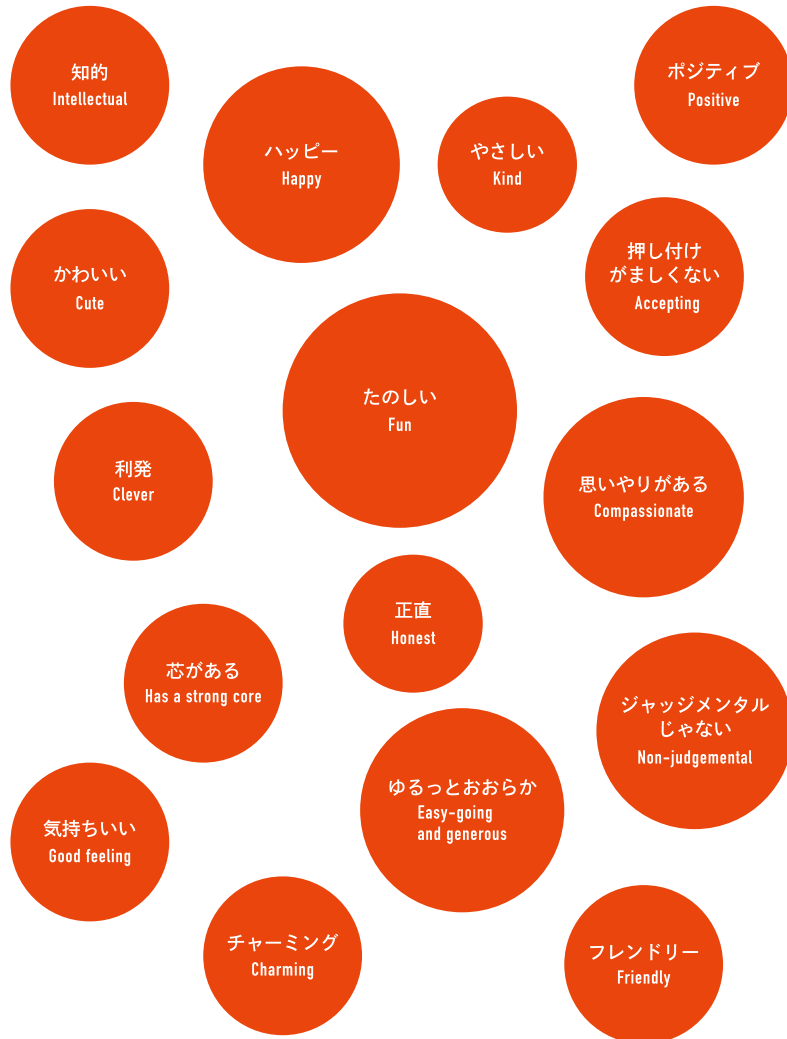 知的
Intellectual
ポジティブ
Positive
ハッピー
Happy
やさしい
Kind
かわいい
Cute
押し付け
がましくない
Accepting
たのしい
Fun
利発
Clever
思いやりがある
Compassionate
正直
Honest
芯がある
Has a strong core
ジャッジメンタル
じゃない
Non-judgemental
ゆるっとおおらか
Easy-going
and generous
気持ちいい
Good feeling
チャーミング
Charming
フレンドリー
Friendly